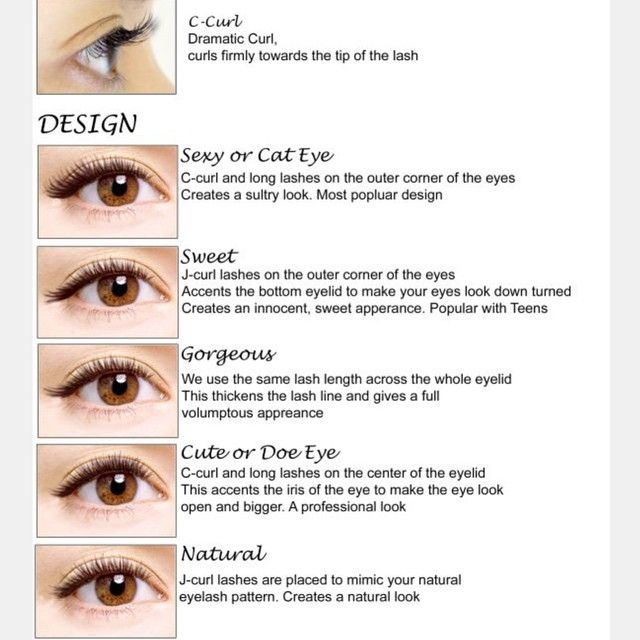 C-Curl
Dramatic Curl,
curls firmly towards the tip of the lash
DESIGN
Sexy or Cat Eye
C-curl and long lashes on the outer corner of the eyes
Creates a sultry look. Most popluar design
Sweet
J-curl lashes on the outer corner of the eyes
Accents the bottom eyelid to make your eyes look down turned
Creates an innocent, sweet apperance. Popular with Teens
Gorgeous
We use the same lash length across the whole eyelid
This thickens the lash line and gives a full
volumptous appreance
Cute or Doe Eye
C-curl and long lashes on the center of the eyelid
This accents the iris of the eye to make the eye look
open and bigger. A professional look
Natural
J-curl lashes are placed to mimic your natural
eyelash pattern. Creates a natural look